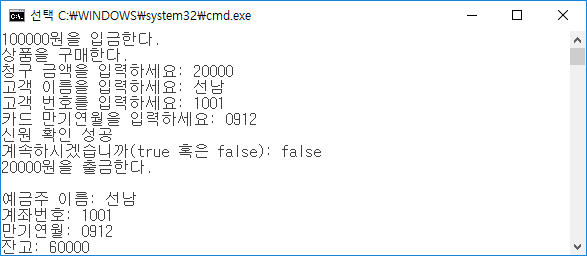 선택 C:₩WINDOWS₩system32₩cmd.exe
100000원을 입금한다.
상품을 구매한다.
청구 금액을 입력하세요: 20000
고객 이름을 입력하세요: 선남
고객 번호를 입력하세요: 1001
카드 만기연월을 입력하세요: 0912
신원 확인 성공
계속하시겠습니까(true 혹은 false): false
20000원을 출금한다.
예금주 이름: 선남
계좌번호: 1001
만기연월: 0912
잔고: 60000